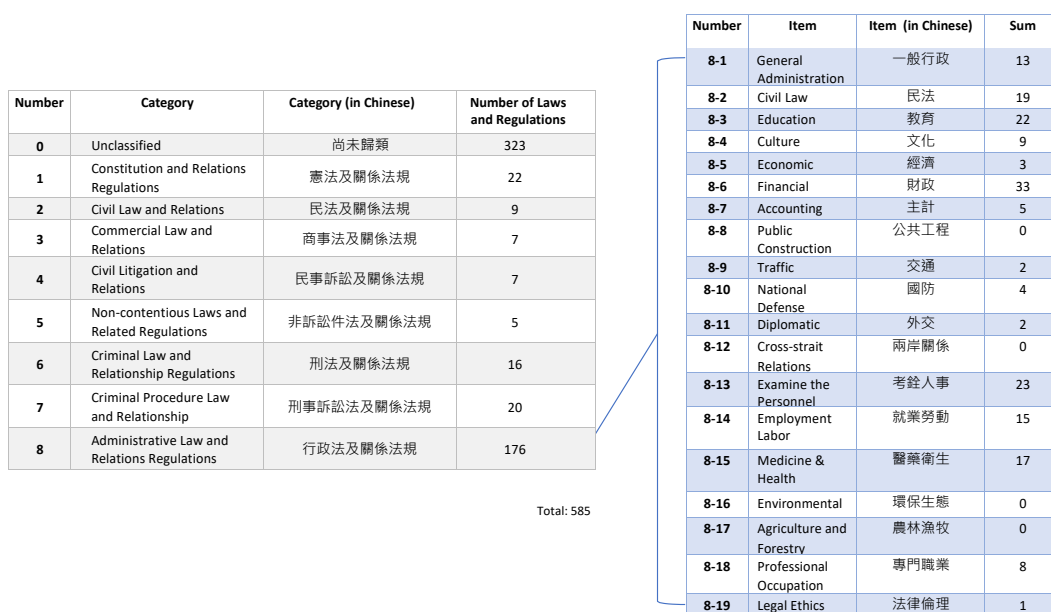 Number Category Category (in Chinese) Number of Laws
and Regulations
0 Unclassified 尚未歸類 323
1 Constitution and Relations
Regulations 憲法及關係法規 22
2 Civil Law and Relations 民法及關係法規 9
3 Commercial Law and
Relations 商事法及關係法規 7
4 Civil Litigation and
Relations 民事訴訟及關係法規 7
5 Non-contentious Laws and
Related Regulations 非訴訟件法及關係法規 5
6 Criminal Law and
Relationship Regulations 刑法及關係法規 16
7 Criminal Procedure Law
and Relationship 刑事訴訟法及關係法規 20
8 Administrative Law and
Relations Regulations 行政法及關係法規 176
Total: 585
Number Item Item (in Chinese) Sum
8-1 General
Administration 一般行政 13
8-2 Civil Law 民法 19
8-3 Education 教育 22
8-4 Culture 文化 9
8-5 Economic 經濟 3
8-6 Financial 財政 33
8-7 Accounting 主計 5
8-8 Public
Construction 公共工程 0
8-9 Traffic 交通 2
8-10 National
Defense 國防 4
8-11 Diplomatic 外交 2
8-12 Cross-strait
Relations 兩岸關係 0
8-13 Examine the
Personnel 考銓人事 23
8-14 Employment
Labor 就業勞動 15
8-15 Medicine &
Health 醫藥衛生 17
8-16 Environmental 環保生態 0
8-17 Agriculture and
Forestry 農林漁牧 0
8-18 Professional
Occupation 專門職業 8
8-19 Legal Ethics 法律倫理 1